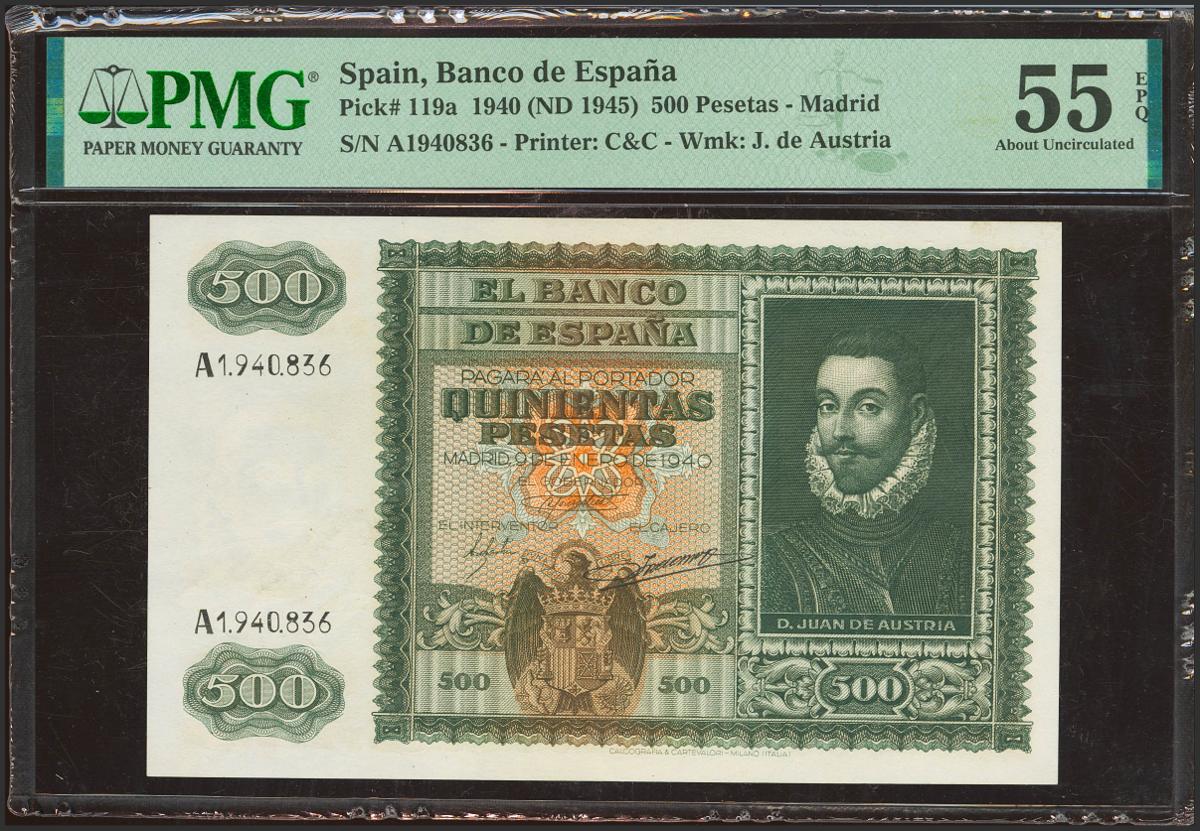 PMG®
PAPER MONEY GUARANTY
Spain, Banco de España
Pick# 119a 1940 (ND 1945) 500 Pesetas - Madrid
S/N A1940836 - Printer: C&C - Wmk: J. de Austria
55
EPQ
About Uncirculated
500
A1.940.836
EL BANCO
DE ESPAÑA
PAGARÁ AL PORTADOR
QUINIENTAS
PESETAS
MADRID, 9 DE ENERO DE 1940
EL GOBERNADOR
EL INTERVENTOR
EL CAJERO
D. JUAN DE AUSTRIA
A1.940.836
500
500
500
500
CALCOGRAFIA & CARTEVALORI - MILANO (ITALIA)